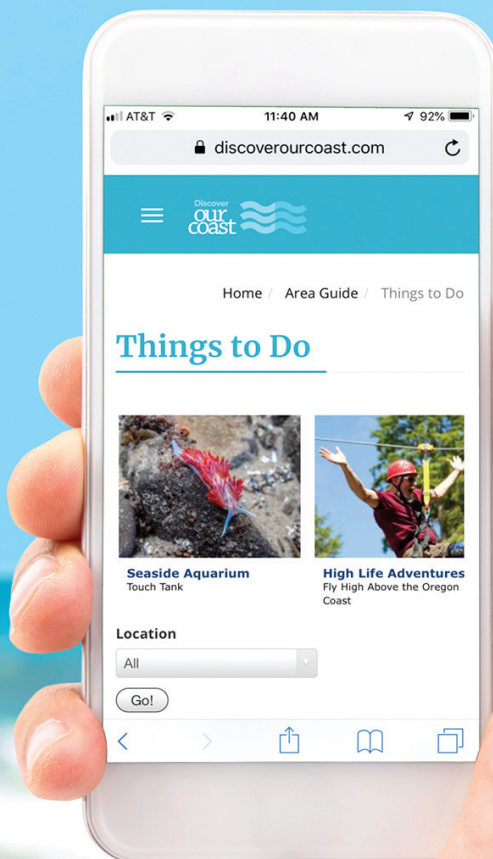 AT&T 11:40 AM 92%
discoverourcoast.com
Discover
our
coast
Home / Area Guide / Things to Do
Things to Do
Seaside Aquarium
Touch Tank
High Life Adventures
Fly High Above the Oregon
Coast
Location
All
Go!